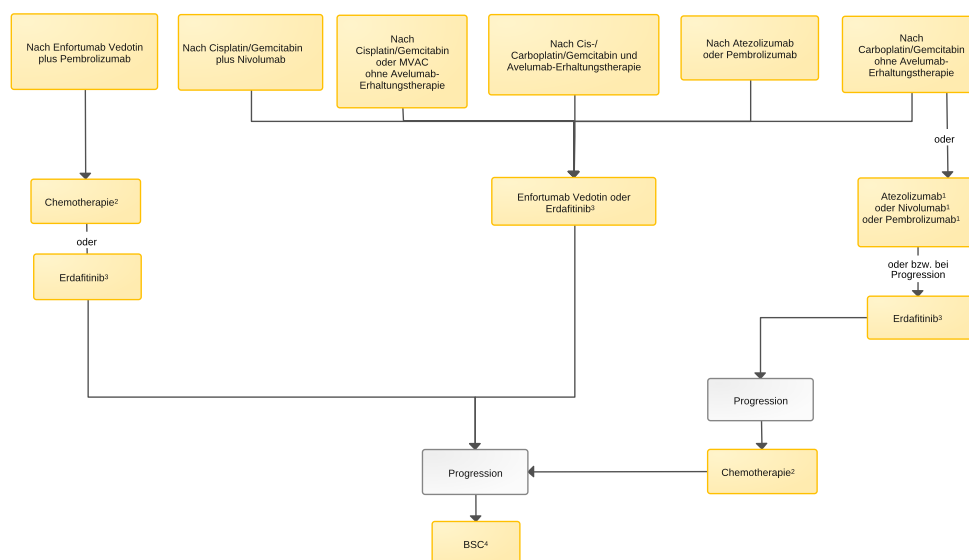 Nach Enfortumab Vedotin
plus Pembrolizumab
Nach Cisplatin/Gemcitabin
plus Nivolumab
Nach
Cisplatin/Gemcitabin
oder MVAC
ohne Avelumab-
Erhaltungstherapie
Nach Cis-/
Carboplatin/Gemcitabin und
Avelumab-Erhaltungstherapie
Nach Atezolizumab
oder Pembrolizumab
Nach
Carboplatin/Gemcitabin
ohne Avelumab-
Erhaltungstherapie
oder
Chemotherapie²
oder
Erdafitinib³
Enfortumab Vedotin oder
Erdafitinib³
Atezolizumab¹
oder Nivolumab¹
oder Pembrolizumab¹
oder bzw. bei
Progression
Erdafitinib³
Progression
Chemotherapie²
Progression
BSC⁴